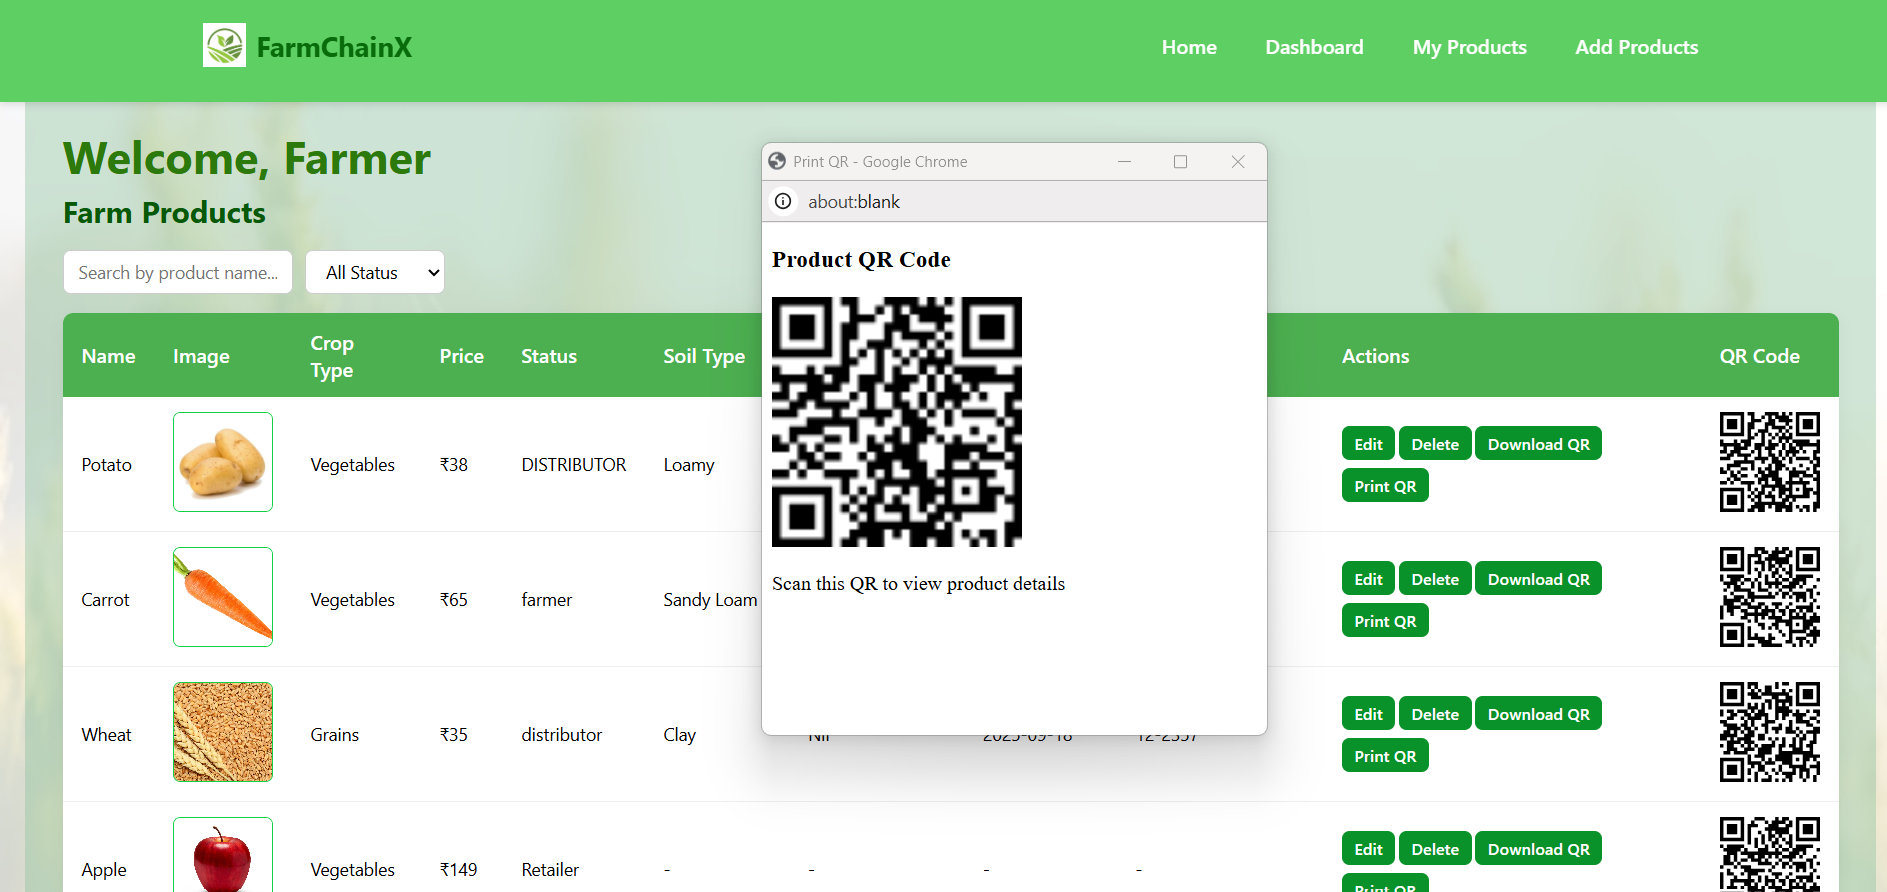 FarmChainX
Home Dashboard My Products Add Products
Welcome, Farmer
Farm Products
Search by product name...
All Status
Print QR - Google Chrome
about:blank
Product QR Code
Scan this QR to view product details
Name Image Crop Type Price Status Soil Type Actions QR Code
Potato Vegetables ₹38 DISTRIBUTOR Loamy Edit Delete Download QR
Print QR
Carrot Vegetables ₹65 farmer Sandy Loam Edit Delete Download QR
Print QR
Wheat Grains ₹35 distributor Clay Edit Delete Download QR
Print QR
Apple Vegetables ₹149 Retailer - - - - Edit Delete Download QR
Print QR